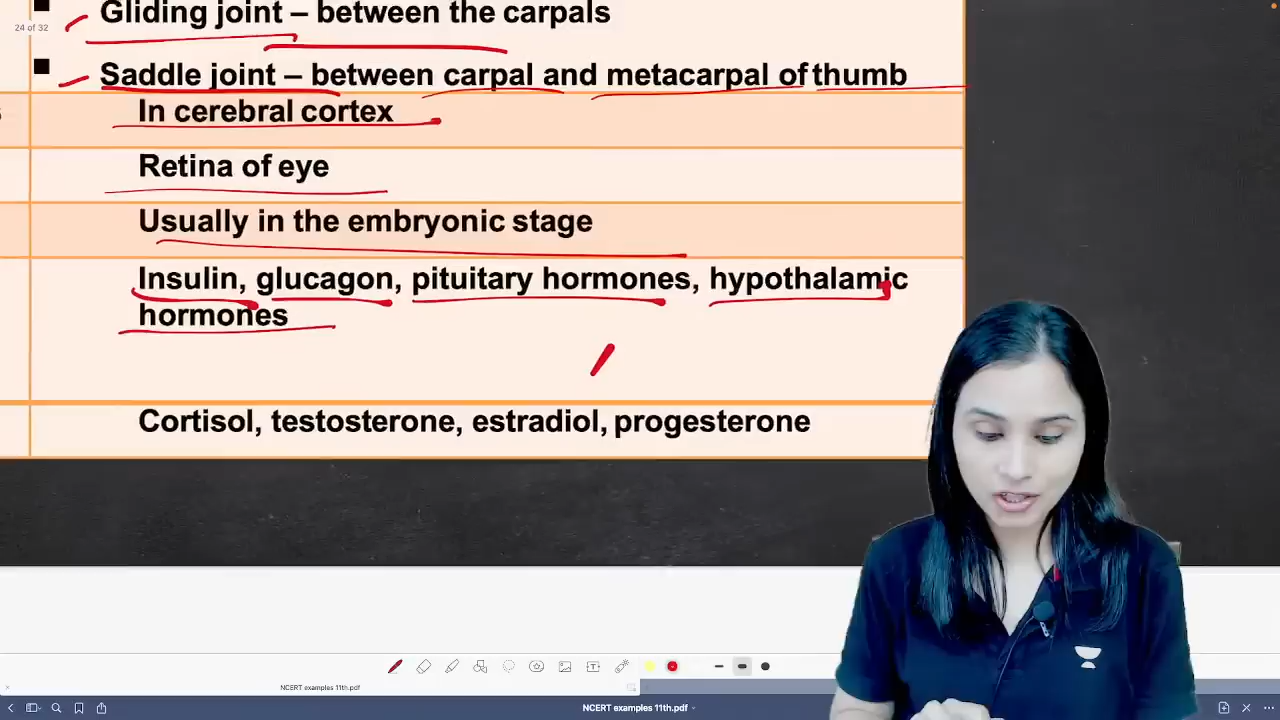 24 of 32
Gliding joint – between the carpals
Saddle joint – between carpal and metacarpal of thumb
In cerebral cortex
Retina of eye
Usually in the embryonic stage
Insulin, glucagon, pituitary hormones, hypothalamic
hormones
Cortisol, testosterone, estradiol, progesterone
NCERT examples 11th.pdf
NCERT examples 11th.pdf